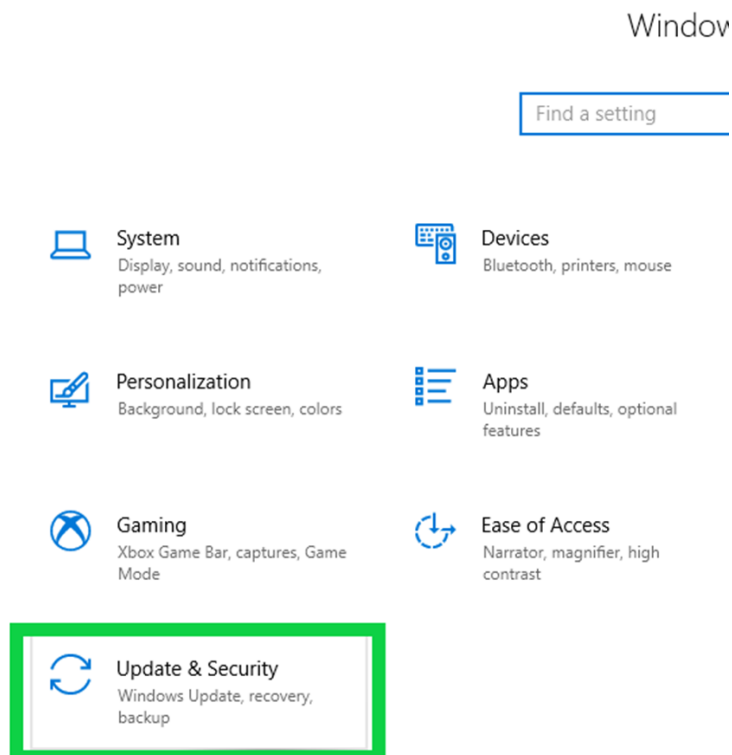 Window
Find a setting
System
Display, sound, notifications,
power
Devices
Bluetooth, printers, mouse
Personalization
Background, lock screen, colors
Apps
Uninstall, defaults, optional
features
Gaming
Xbox Game Bar, captures, Game
Mode
Ease of Access
Narrator, magnifier, high
contrast
Update & Security
Windows Update, recovery,
backup